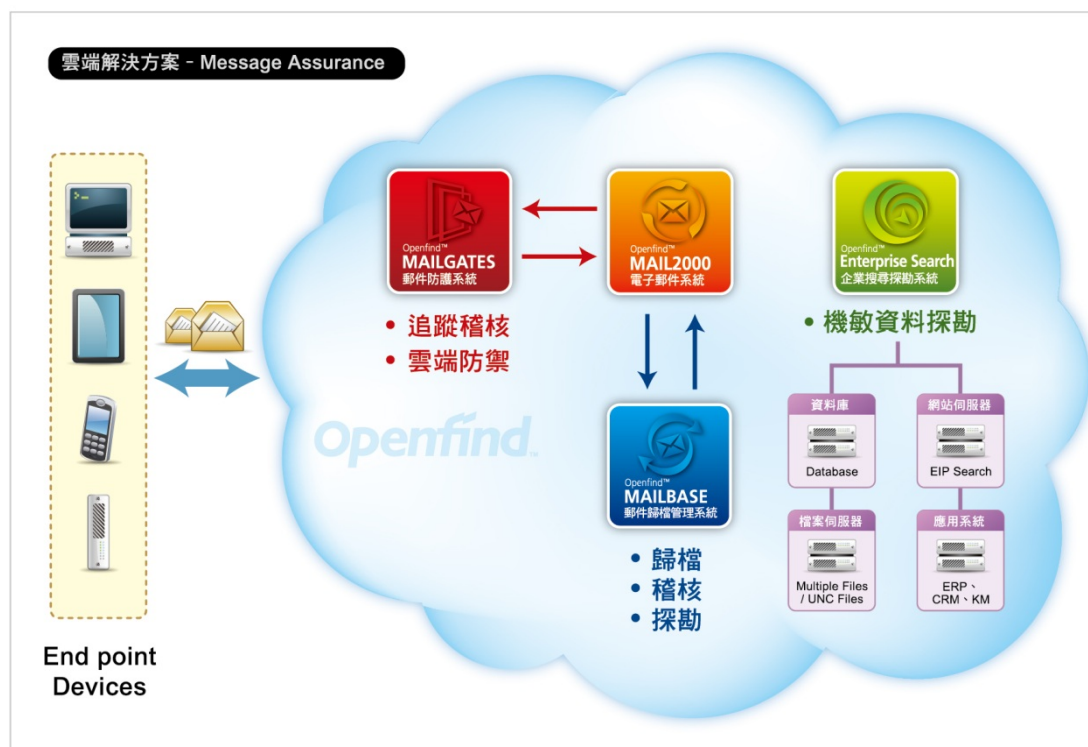 雲端解決方案 - Message Assurance
Openfind™
MAILGATES
郵件防護系統
• 追蹤稽核
• 雲端防禦
Openfind™
MAIL2000
電子郵件系統
Openfind™
Enterprise Search
企業搜尋探勘系統
• 機敏資料探勘
Openfind™
Openfind™
MAILBASE
郵件歸檔管理系統
• 歸檔
• 稽核
• 探勘
資料庫
Database
網站伺服器
EIP Search
檔案伺服器
Multiple Files
/ UNC Files
應用系統
ERP、
CRM、KM
End point
Devices